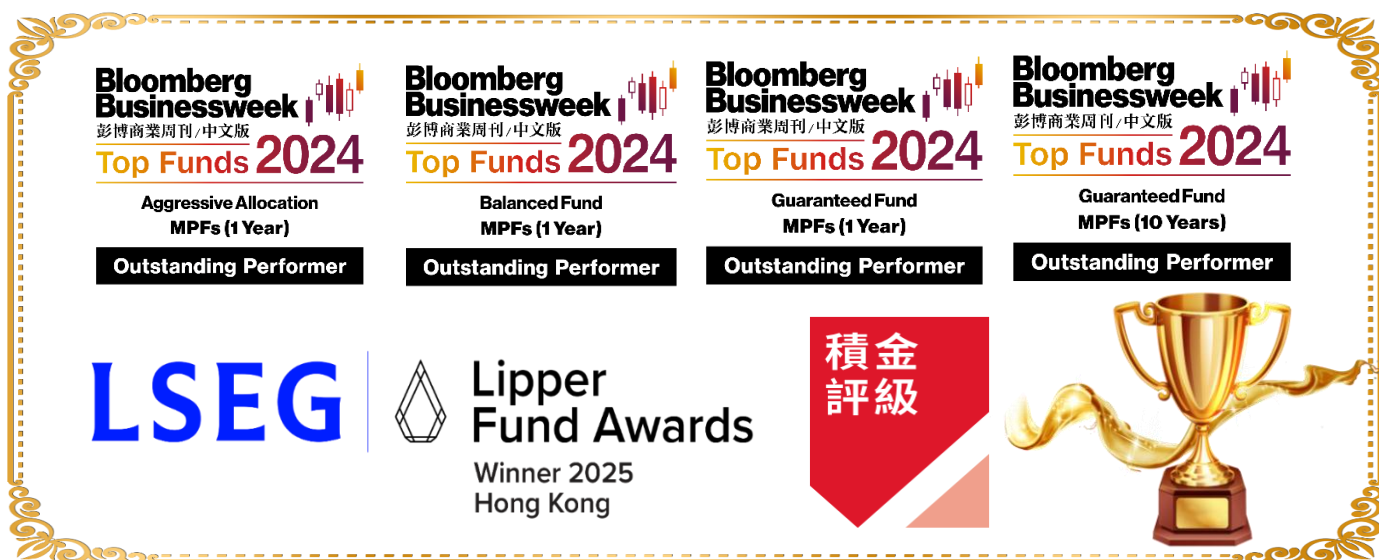 Bloomberg
Businessweek
彭博商業周刊/中文版
Top Funds 2024
Aggressive Allocation
MPFs (1 Year)
Outstanding Performer
Bloomberg
Businessweek
彭博商業周刊/中文版
Top Funds 2024
Balanced Fund
MPFs (1 Year)
Outstanding Performer
Bloomberg
Businessweek
彭博商業周刊/中文版
Top Funds 2024
Guaranteed Fund
MPFs (1 Year)
Outstanding Performer
Bloomberg
Businessweek
彭博商業周刊/中文版
Top Funds 2024
Guaranteed Fund
MPFs (10 Years)
Outstanding Performer
LSEG
Lipper
Fund Awards
Winner 2025
Hong Kong
積金
評級